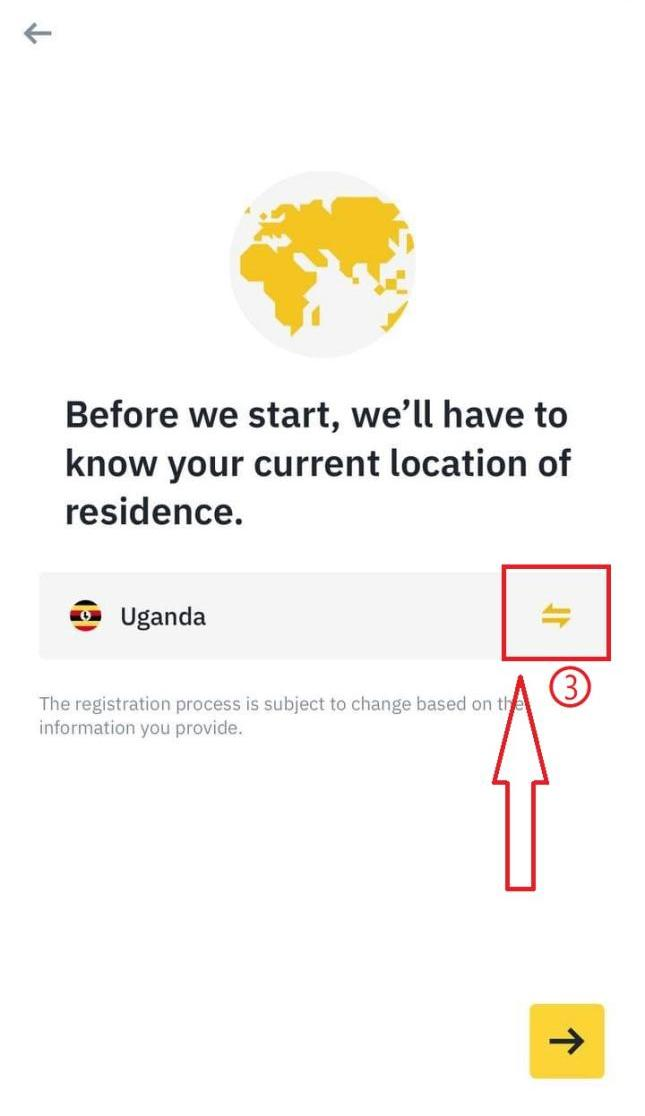 Before we start, we’ll have to
know your current location of
residence.
Uganda
③
The registration process is subject to change based on the
information you provide.